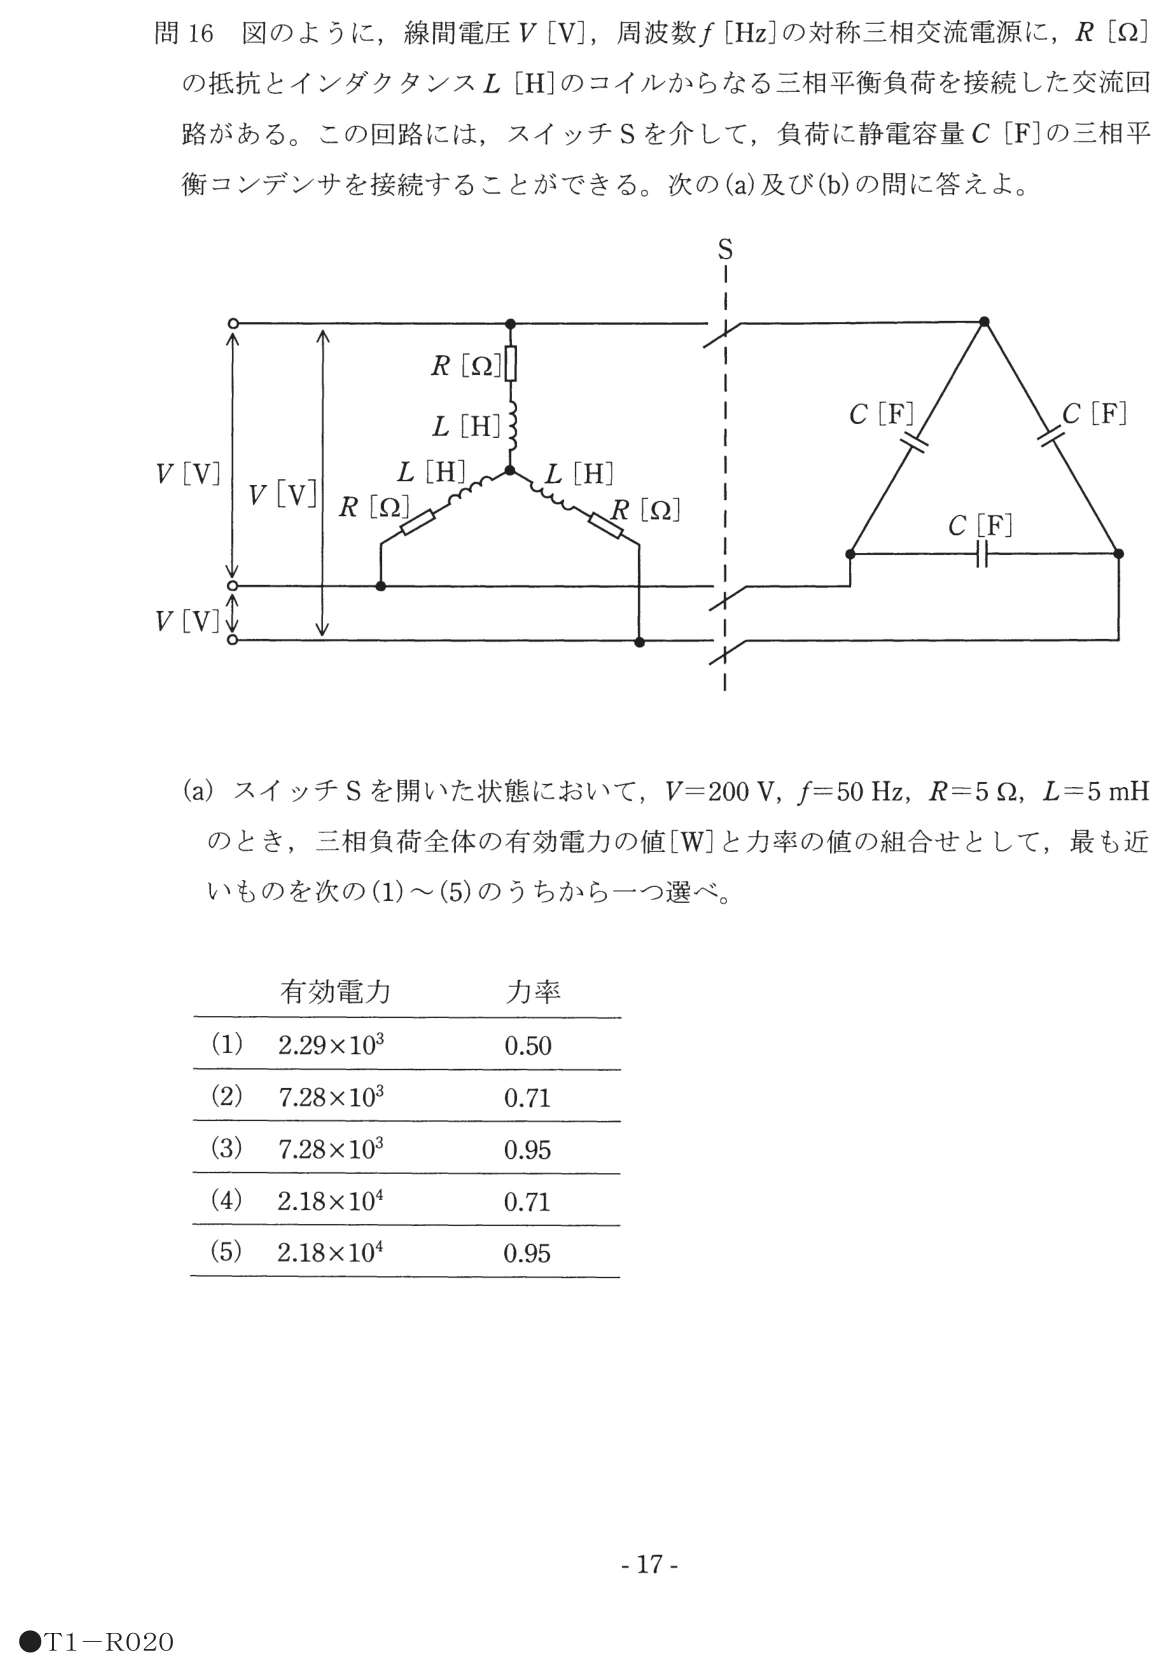 問16　図のように，線間電圧V［V］，周波数f［Hz］の対称三相交流電源に，R［Ω］
の抵抗とインダクタンスL［H］のコイルからなる三相平衡負荷を接続した交流回
路がある。この回路には，スイッチSを介して，負荷に静電容量C［F］の三相平
衡コンデンサを接続することができる。次の(a)及び(b)の問に答えよ。
S
R［Ω］
C［F］
C［F］
L［H］
V［V］
L［H］
L［H］
V［V］
R［Ω］
R［Ω］
C［F］
V［V］
(a)　スイッチSを開いた状態において，V=200 V，f=50 Hz，R=5 Ω，L=5 mH
のとき，三相負荷全体の有効電力の値[W]と力率の値の組合せとして，最も近
いものを次の(1)～(5)のうちから一つ選べ。
有効電力　力率
(1)　2.29×10³　0.50
(2)　7.28×10³　0.71
(3)　7.28×10³　0.95
(4)　2.18×10⁴　0.71
(5)　2.18×10⁴　0.95
- 17 -
●T1－R020